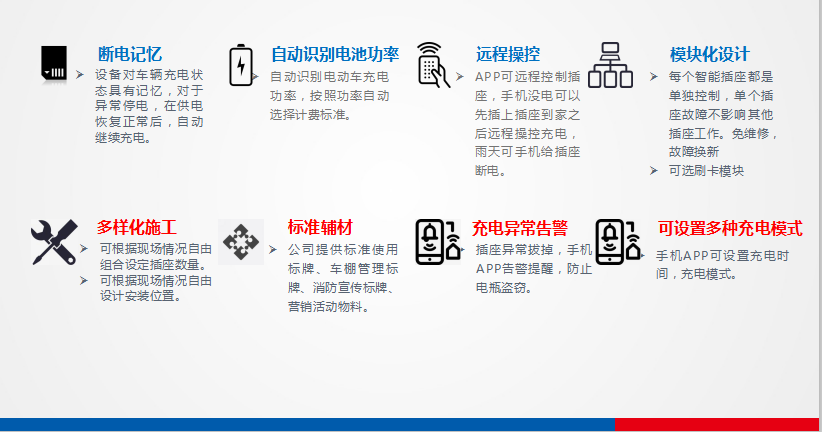 断电记忆
设备对车辆充电状
态具有记忆，对于
异常停电，在供电
恢复正常后，自动
继续充电。
自动识别电池功率
自动识别电动车充电
功率，按照功率自动
选择计费标准。
远程操控
APP可远程控制插
座，手机没电可以
先插上插座到家之
后远程操控充电，
雨天可手机给插座
断电。
模块化设计
每个智能插座都是
单独控制，单个插
座故障不影响其他
插座工作。免维修，
故障换新
可选刷卡模块
多样化施工
可根据现场情况自由
组合设定插座数量。
可根据现场情况自由
设计安装位置。
标准辅材
公司提供标准使用
标牌、车棚管理标
牌、消防宣传标牌、
营销活动物料。
充电异常告警
插座异常拔掉，手机
APP告警提醒，防止
电瓶盗窃。
可设置多种充电模式
手机APP可设置充电时
间，充电模式。